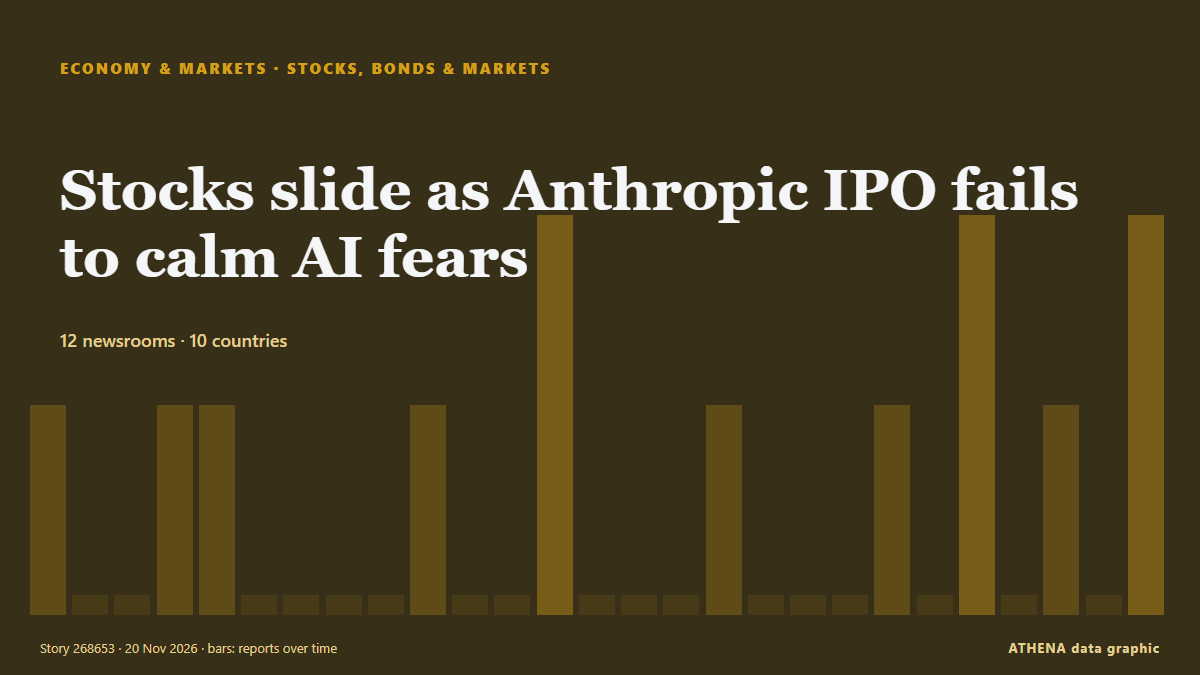 ECONOMY & MARKETS · STOCKS, BONDS & MARKETS
Stocks slide as Anthropic IPO fails
to calm AI fears
12 newsrooms · 10 countries
Story 268653 · 20 Nov 2026 · bars: reports over time
ATHENA data graphic